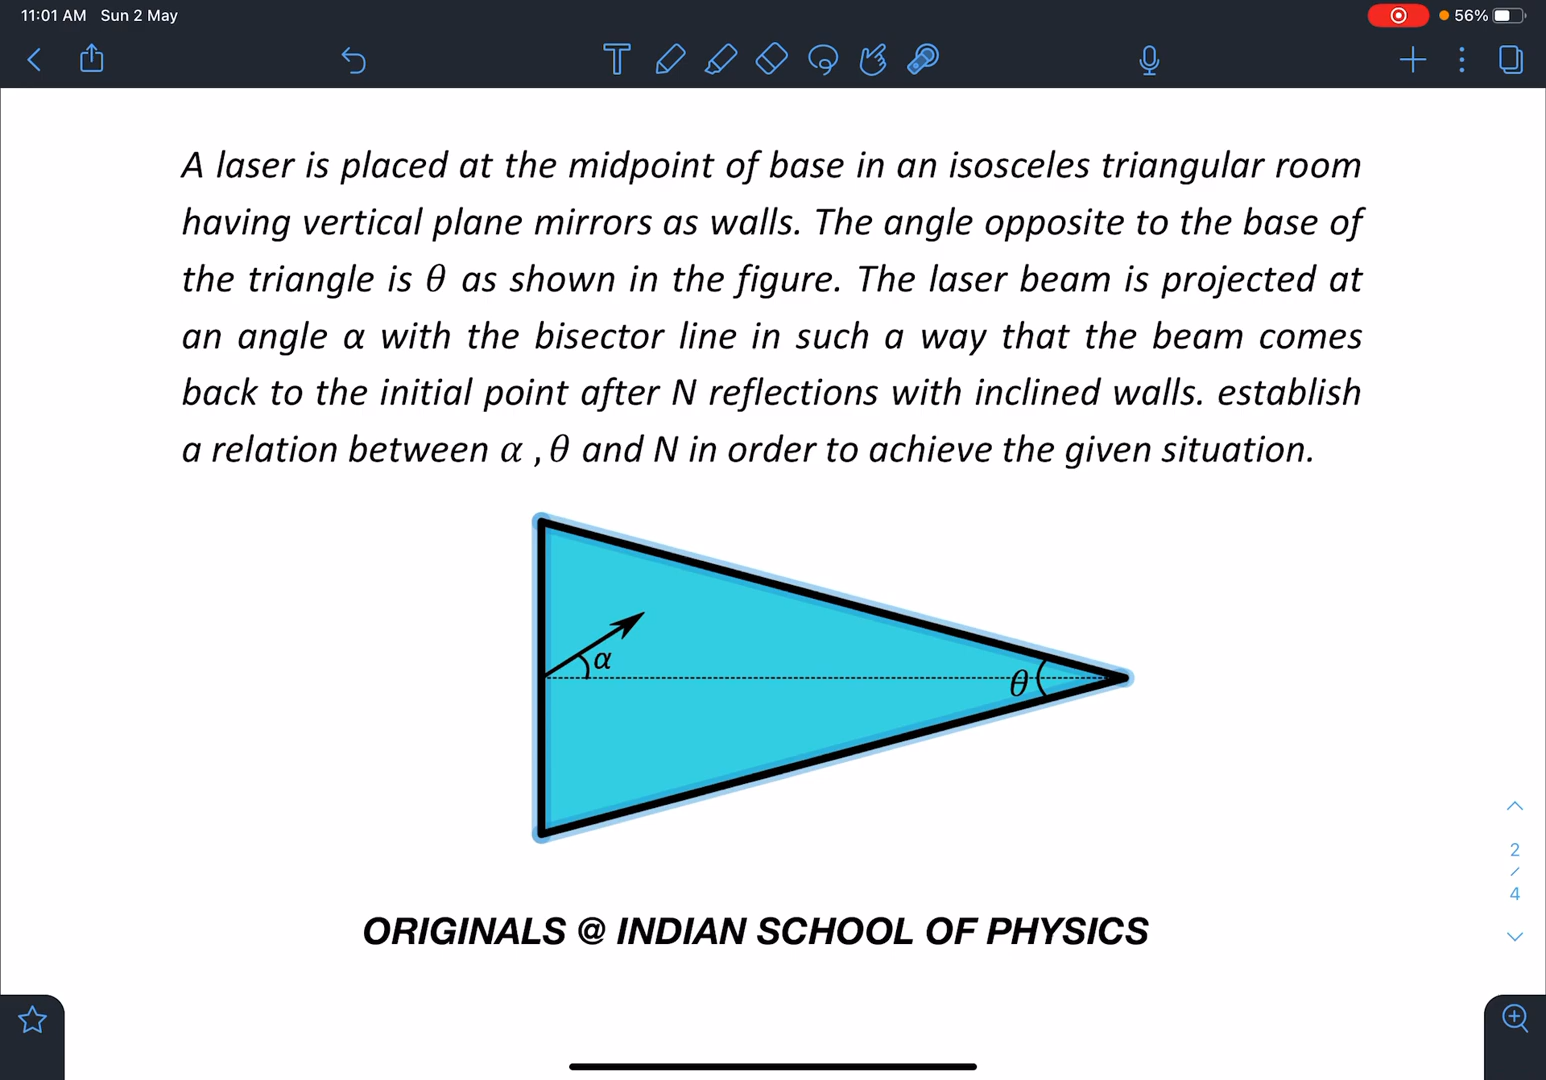 11:01 AM Sun 2 May
56%
T
A laser is placed at the midpoint of base in an isosceles triangular room
having vertical plane mirrors as walls. The angle opposite to the base of
the triangle is θ as shown in the figure. The laser beam is projected at
an angle α with the bisector line in such a way that the beam comes
back to the initial point after N reflections with inclined walls. establish
a relation between α , θ and N in order to achieve the given situation.
α
θ
2
/
4
ORIGINALS @ INDIAN SCHOOL OF PHYSICS